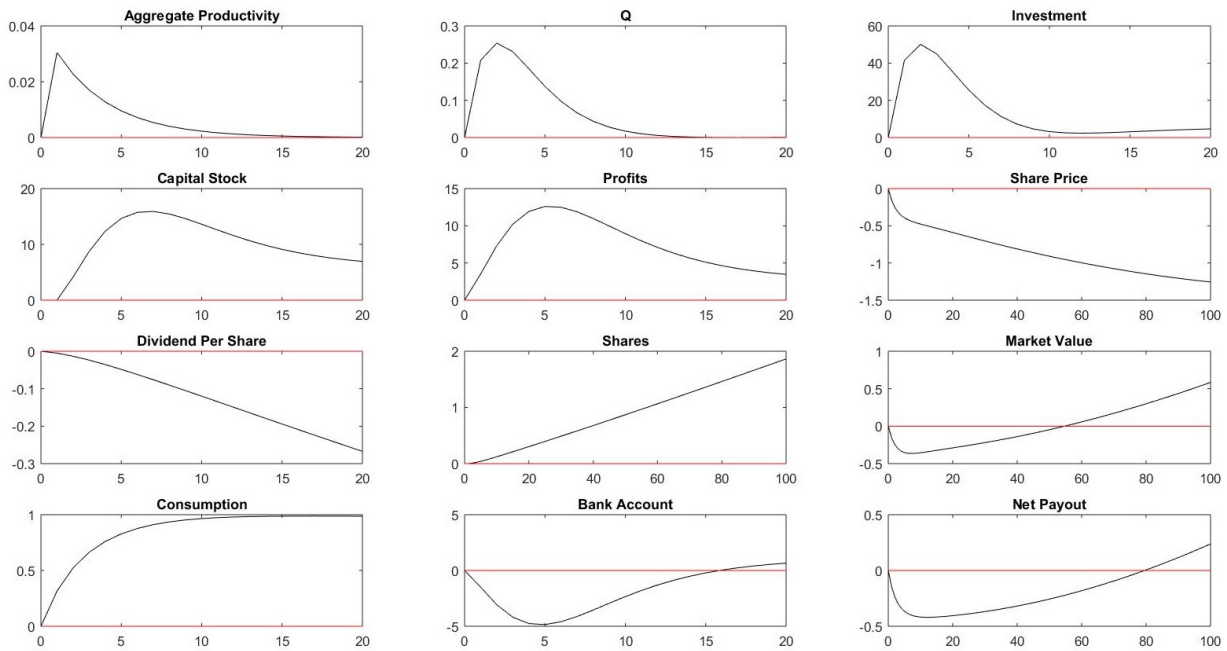 Aggregate Productivity
0.04
0.02
0
0 5 10 15 20
Q
0.3
0.2
0.1
0
0 5 10 15 20
Investment
60
40
20
0
0 5 10 15 20
Capital Stock
20
10
0
0 5 10 15 20
Profits
15
10
5
0
0 5 10 15 20
Share Price
0
-0.5
-1
-1.5
0 20 40 60 80 100
Dividend Per Share
0
-0.1
-0.2
-0.3
0 5 10 15 20
Shares
2
1
0
0 20 40 60 80 100
Market Value
1
0.5
0
-0.5
0 20 40 60 80 100
Consumption
1
0.5
0
0 5 10 15 20
Bank Account
5
0
-5
0 5 10 15 20
Net Payout
0.5
0
-0.5
0 20 40 60 80 100